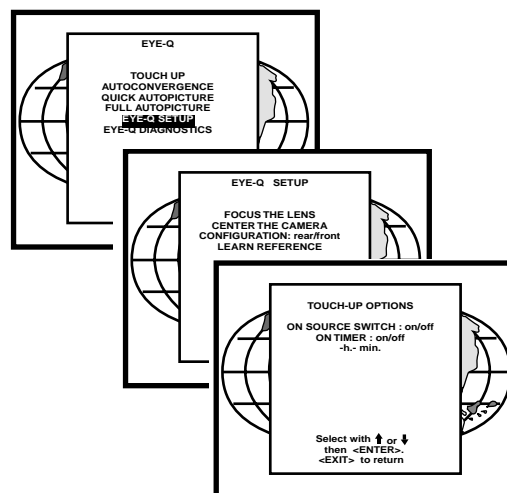 EYE-Q
TOUCH UP
AUTOCONVERGENCE
QUICK AUTOPICTURE
FULL AUTOPICTURE
EYE-Q SETUP
EYE-Q DIAGNOSTICS
EYE-Q SETUP
FOCUS THE LENS
CENTER THE CAMERA
CONFIGURATION: rear/front
LEARN REFERENCE
TOUCH-UP OPTIONS
ON SOURCE SWITCH : on/off
ON TIMER : on/off
-h.- min.
Select with ⬆ or ⬇
then <ENTER>.
<EXIT> to return